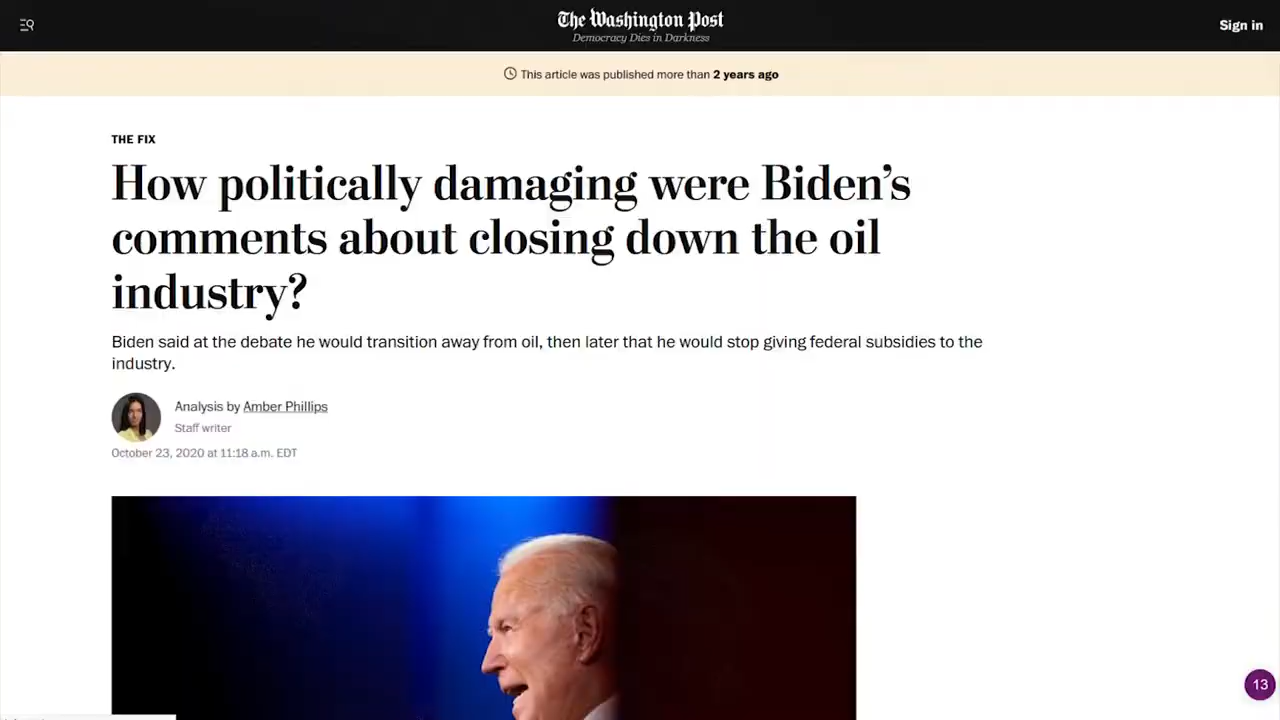 The Washington Post
Democracy Dies in Darkness
Sign in
This article was published more than 2 years ago
THE FIX
How politically damaging were Biden’s
comments about closing down the oil
industry?
Biden said at the debate he would transition away from oil, then later that he would stop giving federal subsidies to the
industry.
Analysis by Amber Phillips
Staff writer
October 23, 2020 at 11:18 a.m. EDT
13